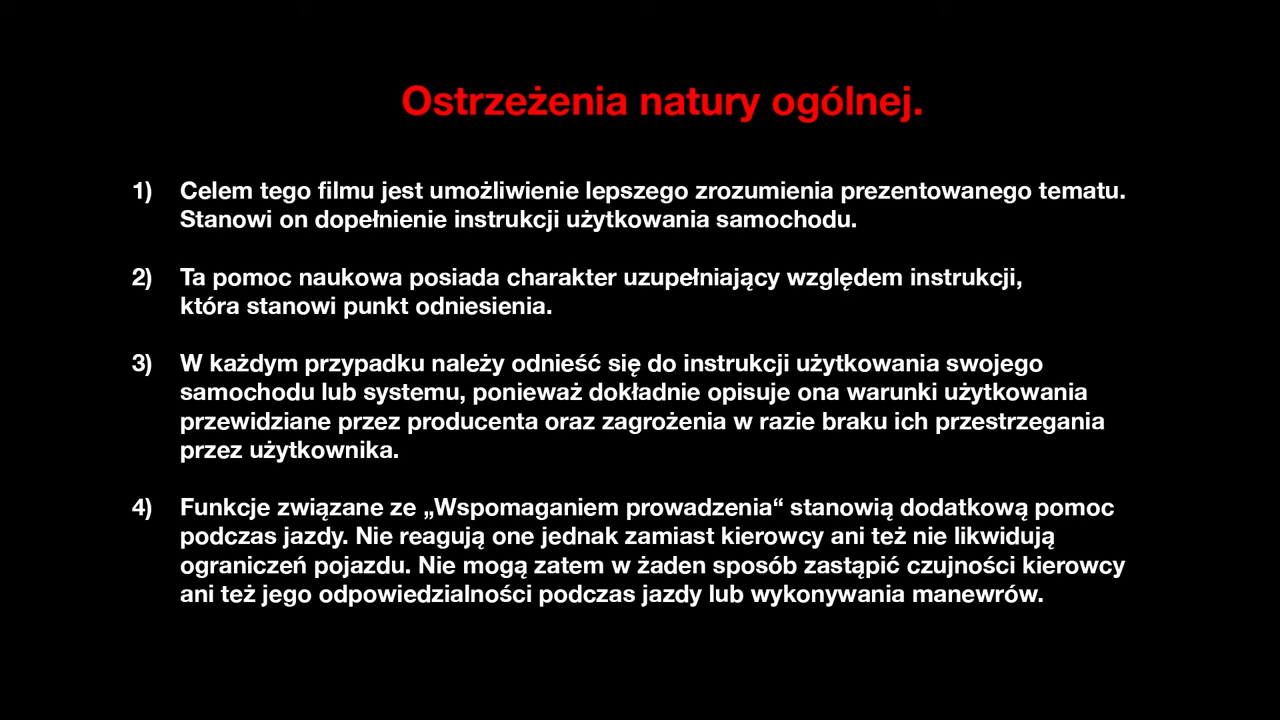 Ostrzeżenia natury ogólnej.
1) Celem tego filmu jest umożliwienie lepszego zrozumienia prezentowanego tematu.
Stanowi on dopełnienie instrukcji użytkowania samochodu.
2) Ta pomoc naukowa posiada charakter uzupełniający względem instrukcji,
która stanowi punkt odniesienia.
3) W każdym przypadku należy odnieść się do instrukcji użytkowania swojego
samochodu lub systemu, ponieważ dokładnie opisuje ona warunki użytkowania
przewidziane przez producenta oraz zagrożenia w razie braku ich przestrzegania
przez użytkownika.
4) Funkcje związane ze „Wspomaganiem prowadzenia“ stanowią dodatkową pomoc
podczas jazdy. Nie reagują one jednak zamiast kierowcy ani też nie likwidują
ograniczeń pojazdu. Nie mogą zatem w żaden sposób zastąpić czujności kierowcy
ani też jego odpowiedzialności podczas jazdy lub wykonywania manewrów.